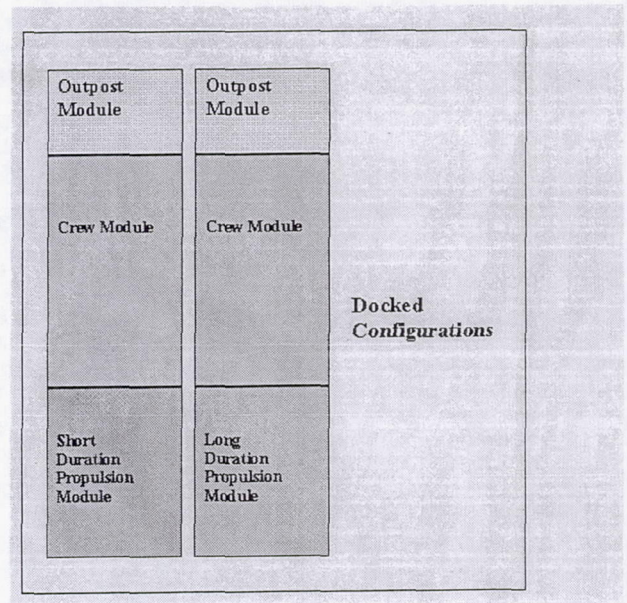 Outpost
Module
Outpost
Module
Crew Module
Crew Module
Docked
Configurations
Short
Duration
Propulsion
Module
Long
Duration
Propulsion
Module